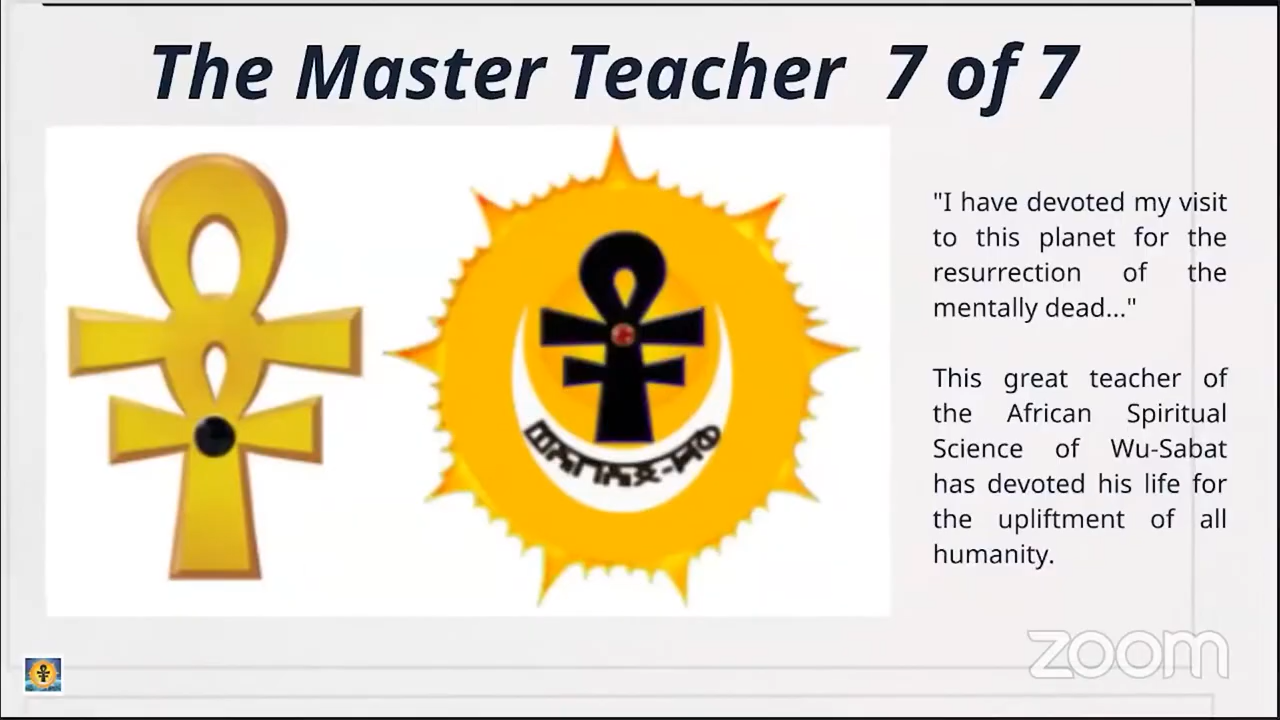 The Master Teacher 7 of 7
"I have devoted my visit
to this planet for the
resurrection of the
mentally dead..."
This great teacher of
the African Spiritual
Science of Wu-Sabat
has devoted his life for
the upliftment of all
humanity.
zoom